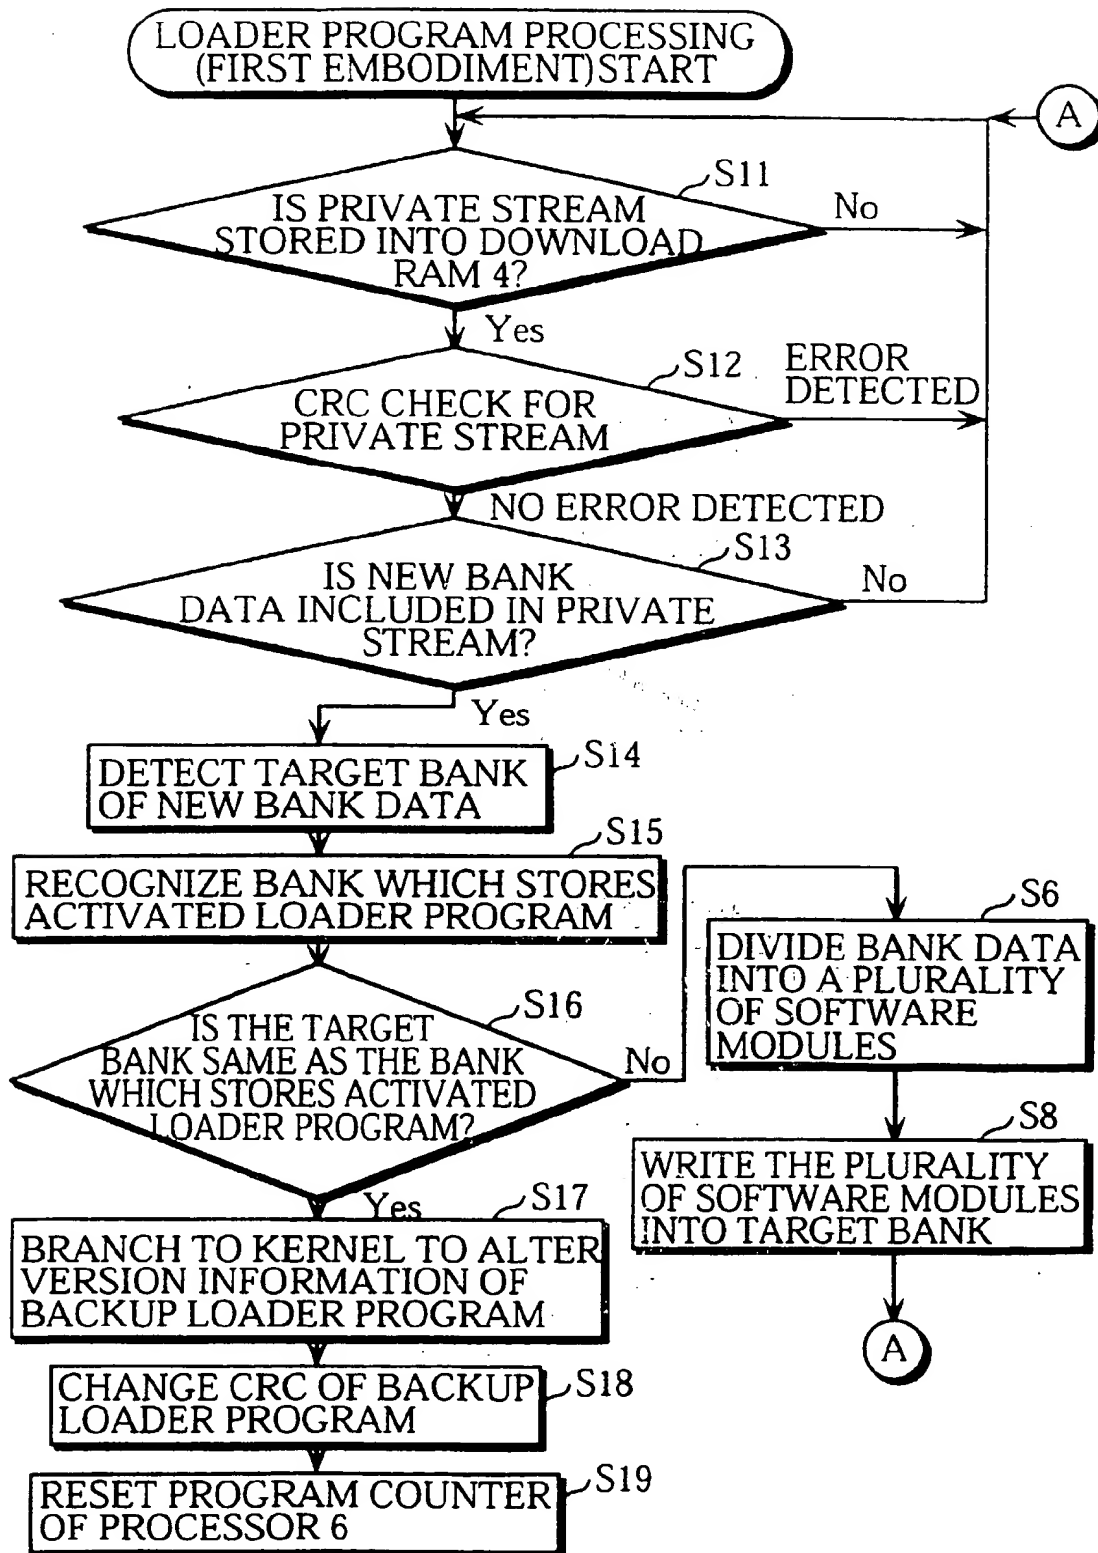 LOADER PROGRAM PROCESSING
(FIRST EMBODIMENT) START
A
S11
IS PRIVATE STREAM
STORED INTO DOWNLOAD
RAM 4?
No
Yes
S12
CRC CHECK FOR
PRIVATE STREAM
ERROR
DETECTED
NO ERROR DETECTED
S13
IS NEW BANK
DATA INCLUDED IN PRIVATE
STREAM?
No
Yes
S14
DETECT TARGET BANK
OF NEW BANK DATA
S15
RECOGNIZE BANK WHICH STORES
ACTIVATED LOADER PROGRAM
S16
IS THE TARGET
BANK SAME AS THE BANK
WHICH STORES ACTIVATED
LOADER PROGRAM?
No
Yes
S6
DIVIDE BANK DATA
INTO A PLURALITY
OF SOFTWARE
MODULES
S8
WRITE THE PLURALITY
OF SOFTWARE MODULES
INTO TARGET BANK
A
S17
BRANCH TO KERNEL TO ALTER
VERSION INFORMATION OF
BACKUP LOADER PROGRAM
S18
CHANGE CRC OF BACKUP
LOADER PROGRAM
S19
RESET PROGRAM COUNTER
OF PROCESSOR 6